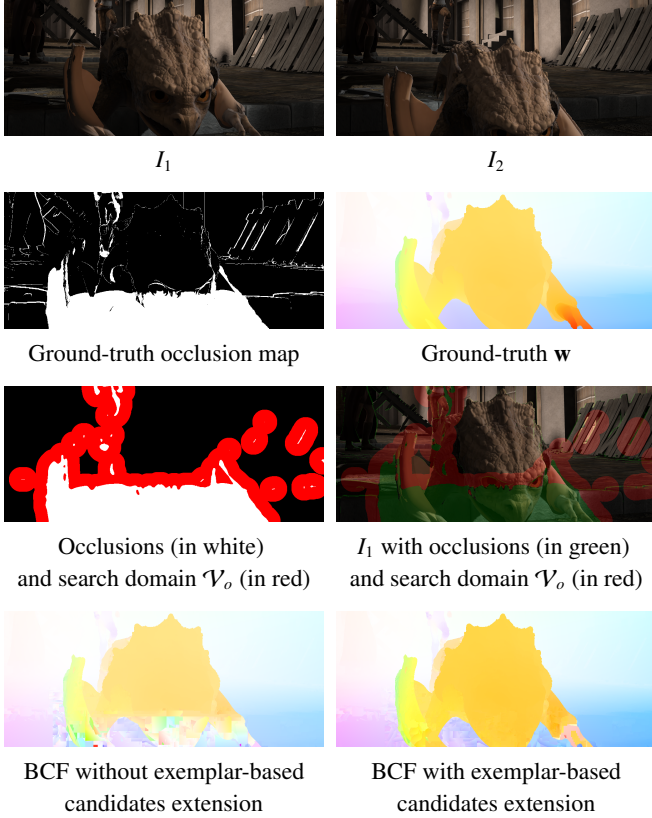 I₁
I₂
Ground-truth occlusion map
Ground-truth w
Occlusions (in white)
and search domain 𝒱ₒ (in red)
I₁ with occlusions (in green)
and search domain 𝒱ₒ (in red)
BCF without exemplar-based
candidates extension
BCF with exemplar-based
candidates extension